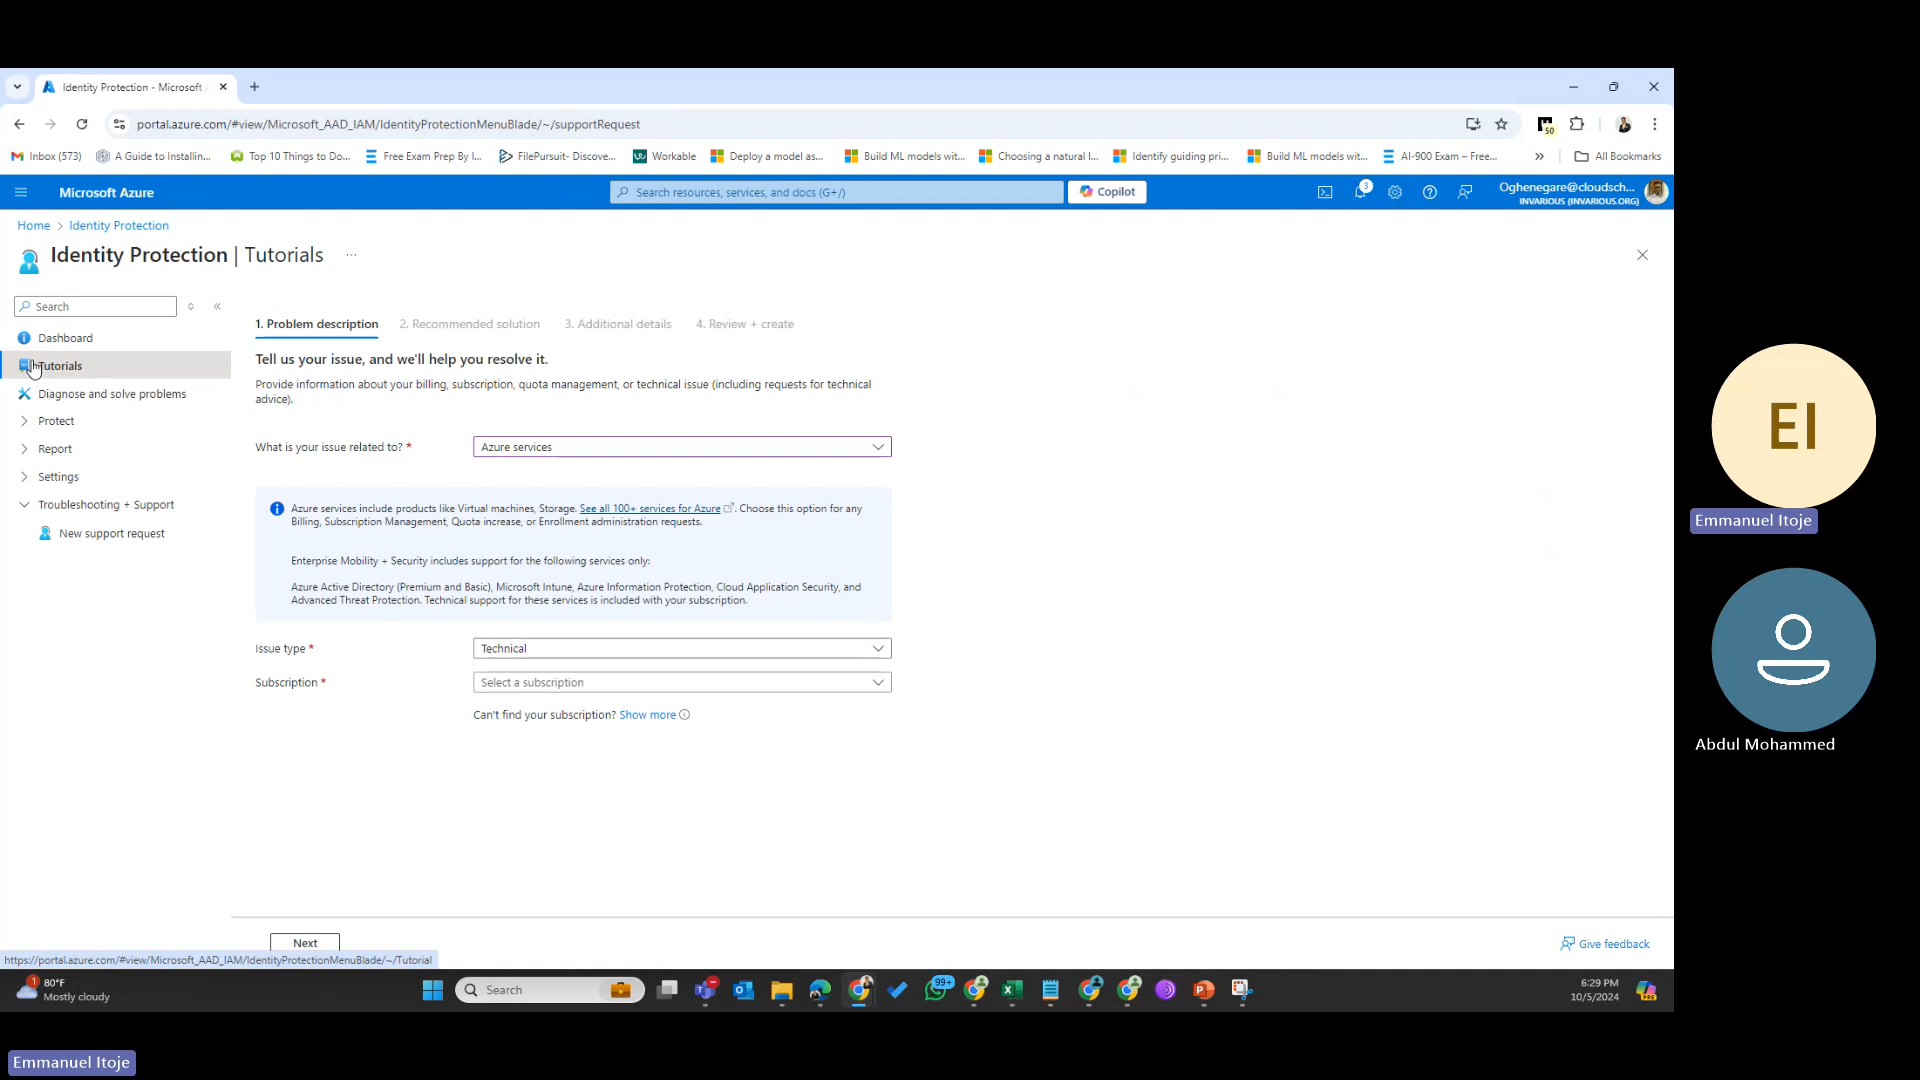 Identity Protection - Microsoft
portal.azure.com/#view/Microsoft_AAD_IAM/IdentityProtectionMenuBlade/~/supportRequest
50
Inbox (573)
A Guide to Installin...
Top 10 Things to Do...
Free Exam Prep By I...
FilePursuit- Discove...
Workable
Deploy a model as...
Build ML models wit...
Choosing a natural l...
Identify guiding pri...
Build ML models wit...
AI-900 Exam – Free...
»
All Bookmarks
Microsoft Azure
Search resources, services, and docs (G+/)
Copilot
3
Oghenegare@cloudsch...
INVARIOUS (INVARIOUS.ORG)
Home > Identity Protection
Identity Protection | Tutorials ...
Search
Dashboard
Tutorials
Diagnose and solve problems
Protect
Report
Settings
Troubleshooting + Support
New support request
1. Problem description
2. Recommended solution
3. Additional details
4. Review + create
Tell us your issue, and we'll help you resolve it.
Provide information about your billing, subscription, quota management, or technical issue (including requests for technical
advice).
What is your issue related to? *
Azure services
Azure services include products like Virtual machines, Storage. See all 100+ services for Azure. Choose this option for any
Billing, Subscription Management, Quota increase, or Enrollment administration requests.
Enterprise Mobility + Security includes support for the following services only:
Azure Active Directory (Premium and Basic), Microsoft Intune, Azure Information Protection, Cloud Application Security, and
Advanced Threat Protection. Technical support for these services is included with your subscription.
Issue type *
Technical
Subscription *
Select a subscription
Can't find your subscription? Show more
Next
Give feedback
https://portal.azure.com/#view/Microsoft_AAD_IAM/IdentityProtectionMenuBlade/~/Tutorial
1
80°F
Mostly cloudy
Search
99+
6:29 PM
10/5/2024
EI
Emmanuel Itoje
Abdul Mohammed
Emmanuel Itoje